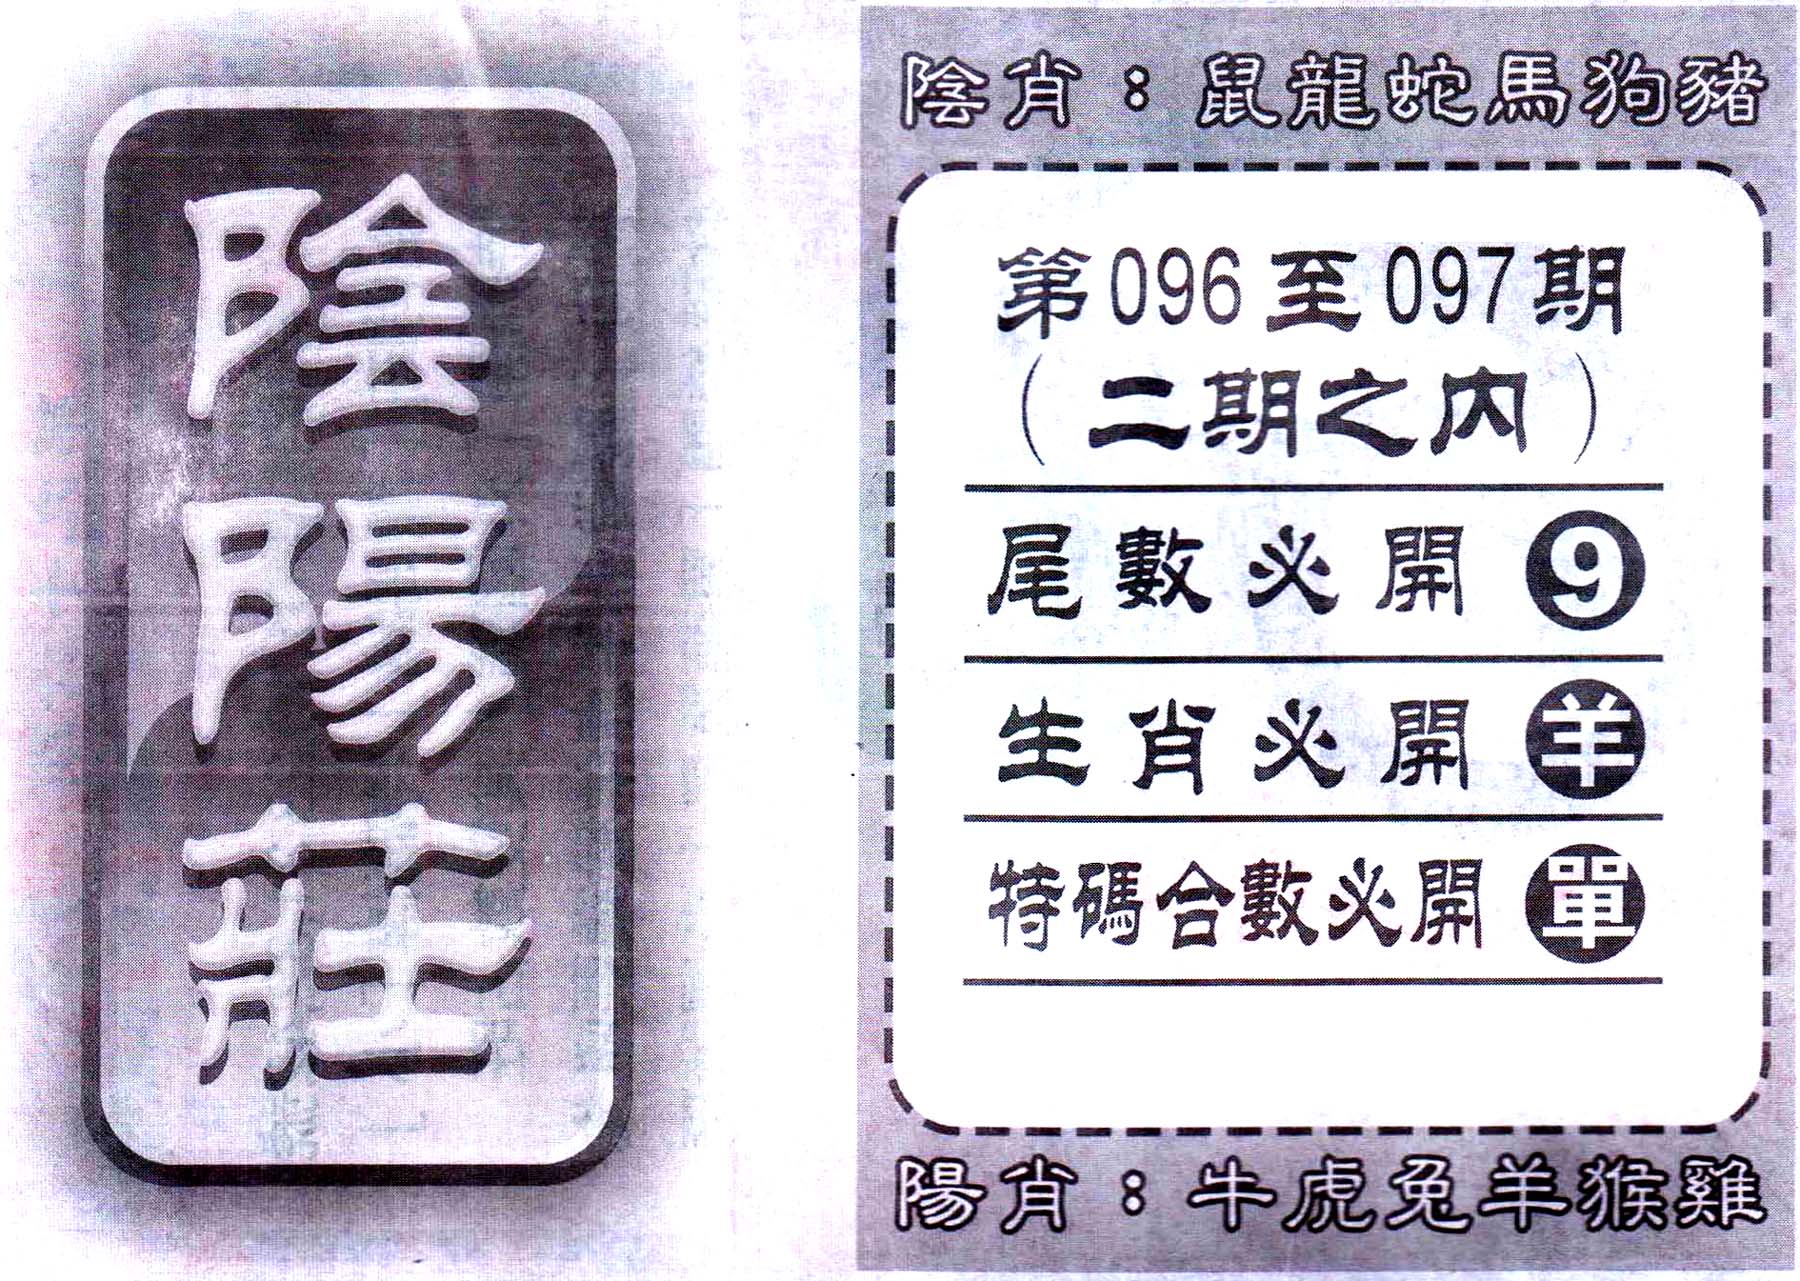 陰陽莊
陰肖：鼠龍蛇馬狗豬
第096至097期
（二期之內）
尾數必開 9
生肖必開 羊
特碼合數必開 單
陽肖：牛虎兔羊猴雞